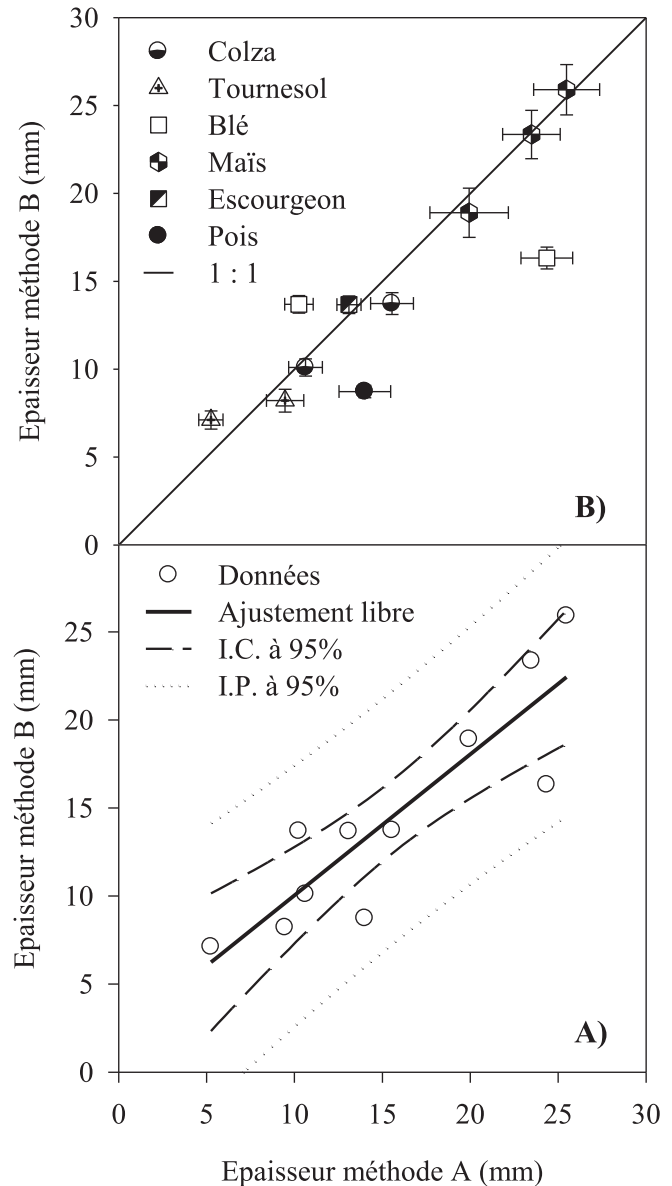 30
25
20
15
10
5
0
Epaisseur méthode B (mm)
Colza
Tournesol
Blé
Maïs
Escourgeon
Pois
1 : 1
B)
25
20
15
10
5
0
Epaisseur méthode B (mm)
Données
Ajustement libre
I.C. à 95%
I.P. à 95%
A)
0 5 10 15 20 25 30
Epaisseur méthode A (mm)